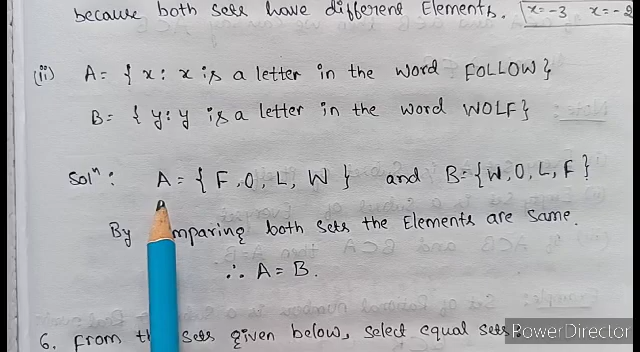 because both sets have different Elements. x=-3 x=-2
(ii) A= { x: x is a letter in the word FOLLOW}
B= { y: y is a letter in the word WOLF}
Solⁿ: A = { F, O, L, W } and B={W, O, L, F}
By mparing both sets the Elements are same.
∴ A = B.
6. From th sets given below, select equal sets:
PowerDirector